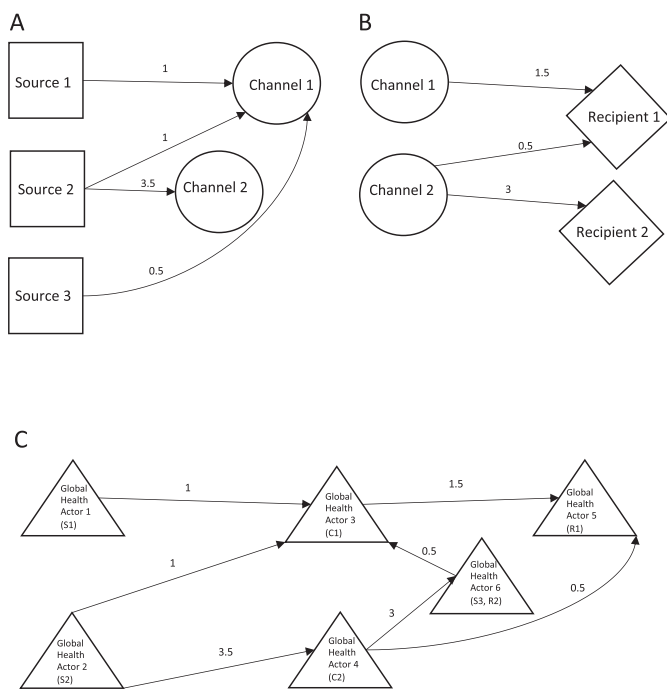 A
B
Source 1
1
Channel 1
Channel 1
1.5
Recipient 1
1
0.5
Source 2
3.5
Channel 2
Channel 2
3
Recipient 2
Source 3
0.5
C
Global
Health
Actor 1
(S1)
1
Global
Health
Actor 3
(C1)
1.5
Global
Health
Actor 5
(R1)
1
0.5
Global
Health
Actor 6
(S3, R2)
0.5
3
Global
Health
Actor 2
(S2)
3.5
Global
Health
Actor 4
(C2)